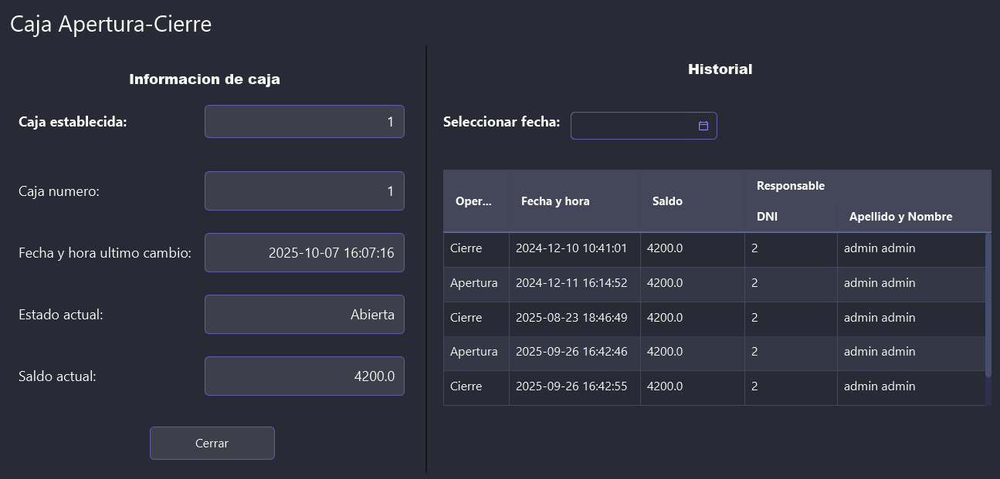 Caja Apertura-Cierre
Informacion de caja
Caja establecida: 1
Caja numero: 1
Fecha y hora ultimo cambio: 2025-10-07 16:07:16
Estado actual: Abierta
Saldo actual: 4200.0
Cerrar
Historial
Seleccionar fecha:
Responsable
Oper... Fecha y hora Saldo
DNI Apellido y Nombre
Cierre 2024-12-10 10:41:01 4200.0 2 admin admin
Apertura 2024-12-11 16:14:52 4200.0 2 admin admin
Cierre 2025-08-23 18:46:49 4200.0 2 admin admin
Apertura 2025-09-26 16:42:46 4200.0 2 admin admin
Cierre 2025-09-26 16:42:55 4200.0 2 admin admin